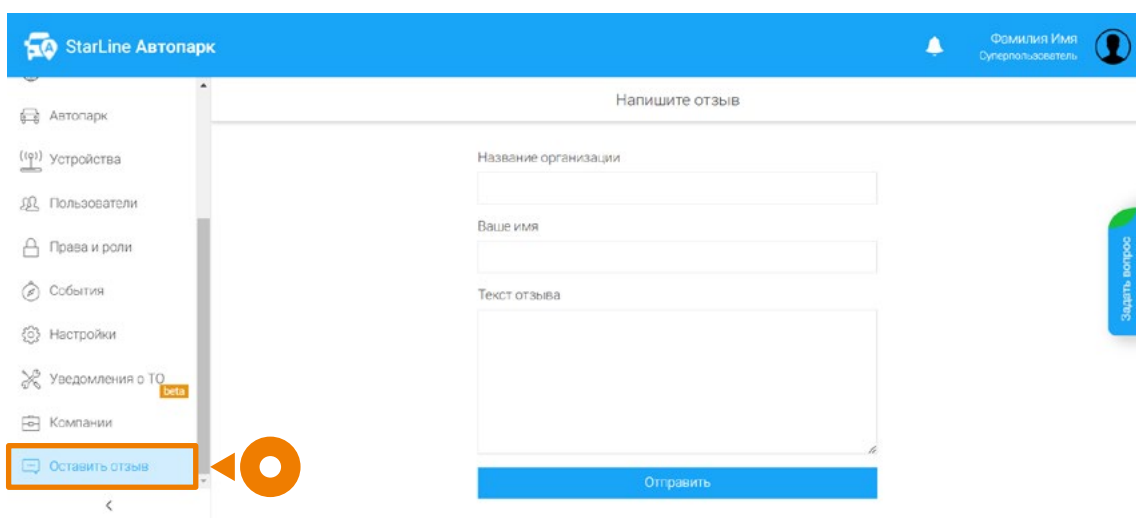 StarLine Автопарк
Фамилия Имя
Суперпользователь
Автопарк
Устройства
Пользователи
Права и роли
События
Настройки
Уведомления о ТО
beta
Компании
Оставить отзыв
Напишите отзыв
Название организации
Ваше имя
Текст отзыва
Отправить
Задать вопрос